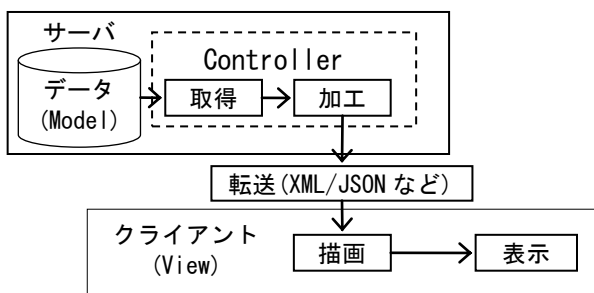 サーバ
データ
(Model)
Controller
取得
加工
転送(XML/JSON など)
クライアント
(View)
描画
表示